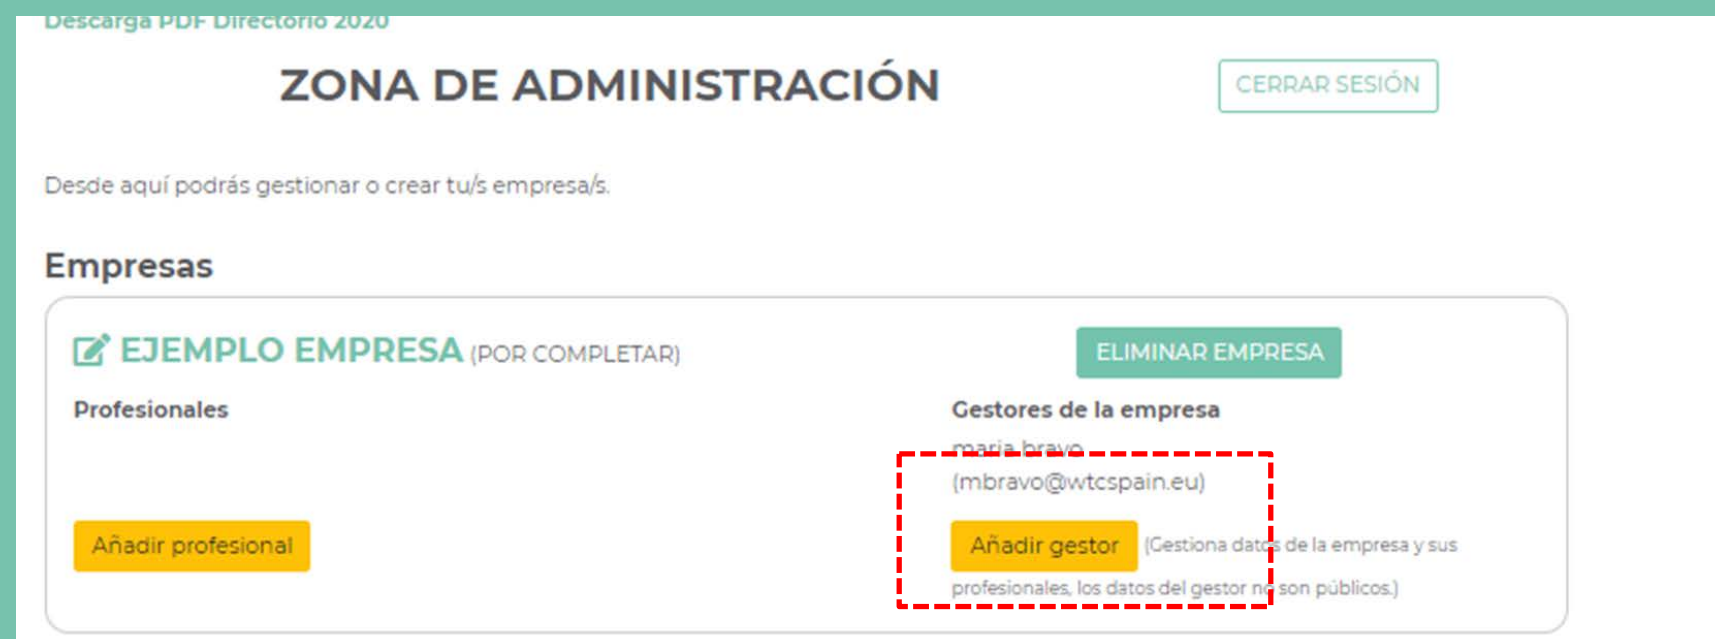 Descarga PDF Directorio 2020
ZONA DE ADMINISTRACIÓN
CERRAR SESIÓN
Desde aquí podrás gestionar o crear tu/s empresa/s.
Empresas
EJEMPLO EMPRESA (POR COMPLETAR)
ELIMINAR EMPRESA
Profesionales
Gestores de la empresa
maria bravo
(mbravo@wtcspain.eu)
Añadir profesional
Añadir gestor (Gestiona datos de la empresa y sus
profesionales, los datos del gestor no son públicos.)